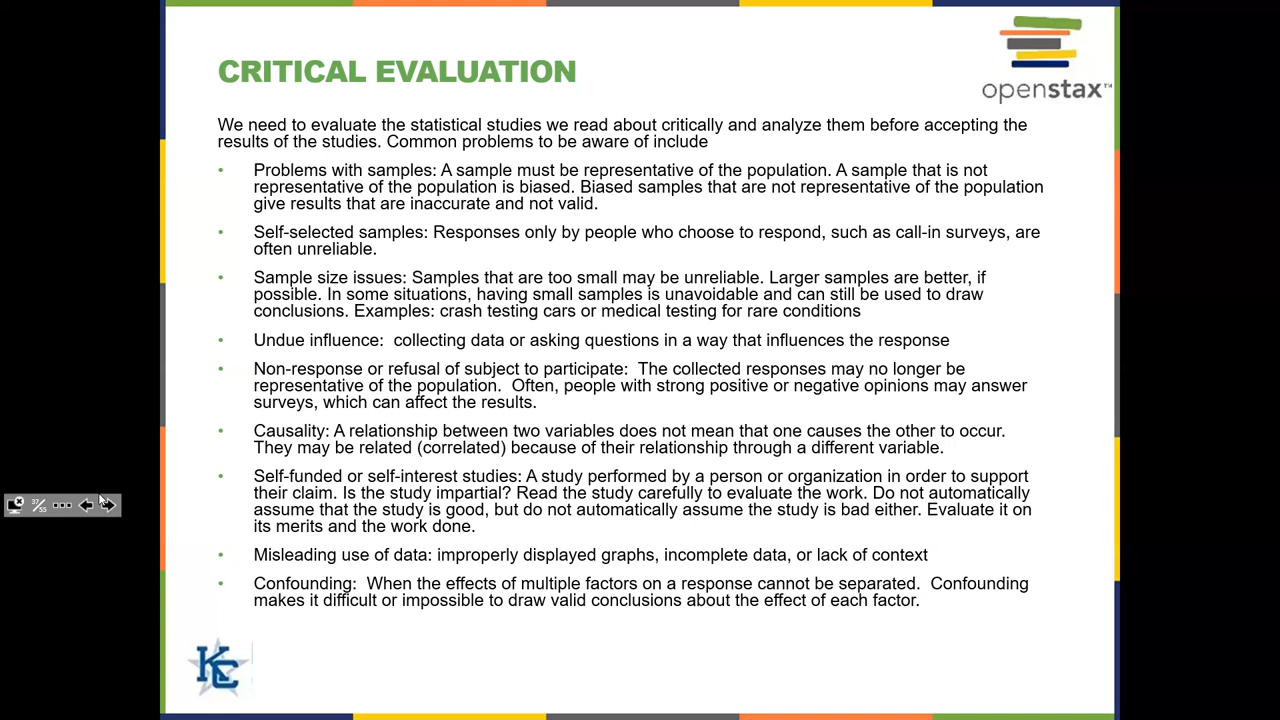 CRITICAL EVALUATION
openstax™
We need to evaluate the statistical studies we read about critically and analyze them before accepting the
results of the studies. Common problems to be aware of include
• Problems with samples: A sample must be representative of the population. A sample that is not
representative of the population is biased. Biased samples that are not representative of the population
give results that are inaccurate and not valid.
• Self-selected samples: Responses only by people who choose to respond, such as call-in surveys, are
often unreliable.
• Sample size issues: Samples that are too small may be unreliable. Larger samples are better, if
possible. In some situations, having small samples is unavoidable and can still be used to draw
conclusions. Examples: crash testing cars or medical testing for rare conditions
• Undue influence:  collecting data or asking questions in a way that influences the response
• Non-response or refusal of subject to participate:  The collected responses may no longer be
representative of the population.  Often, people with strong positive or negative opinions may answer
surveys, which can affect the results.
• Causality: A relationship between two variables does not mean that one causes the other to occur.
They may be related (correlated) because of their relationship through a different variable.
• Self-funded or self-interest studies: A study performed by a person or organization in order to support
their claim. Is the study impartial? Read the study carefully to evaluate the work. Do not automatically
assume that the study is good, but do not automatically assume the study is bad either. Evaluate it on
its merits and the work done.
• Misleading use of data: improperly displayed graphs, incomplete data, or lack of context
• Confounding:  When the effects of multiple factors on a response cannot be separated.  Confounding
makes it difficult or impossible to draw valid conclusions about the effect of each factor.
37/55
KC